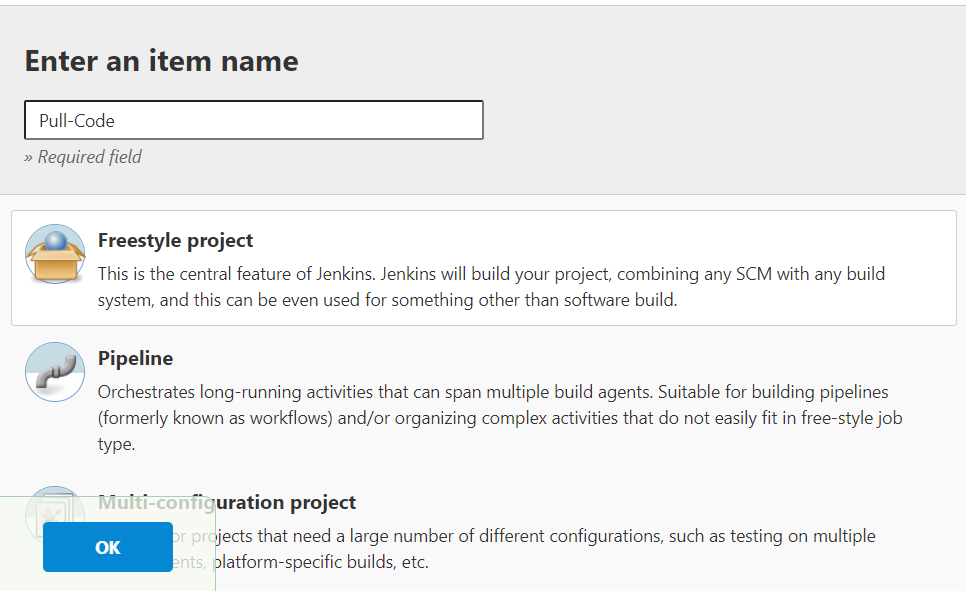 Enter an item name
Pull-Code
» Required field
Freestyle project
This is the central feature of Jenkins. Jenkins will build your project, combining any SCM with any build
system, and this can be even used for something other than software build.
Pipeline
Orchestrates long-running activities that can span multiple build agents. Suitable for building pipelines
(formerly known as workflows) and/or organizing complex activities that do not easily fit in free-style job
type.
Multi-configuration project
or projects that need a large number of different configurations, such as testing on multiple
ents, platform-specific builds, etc.
OK